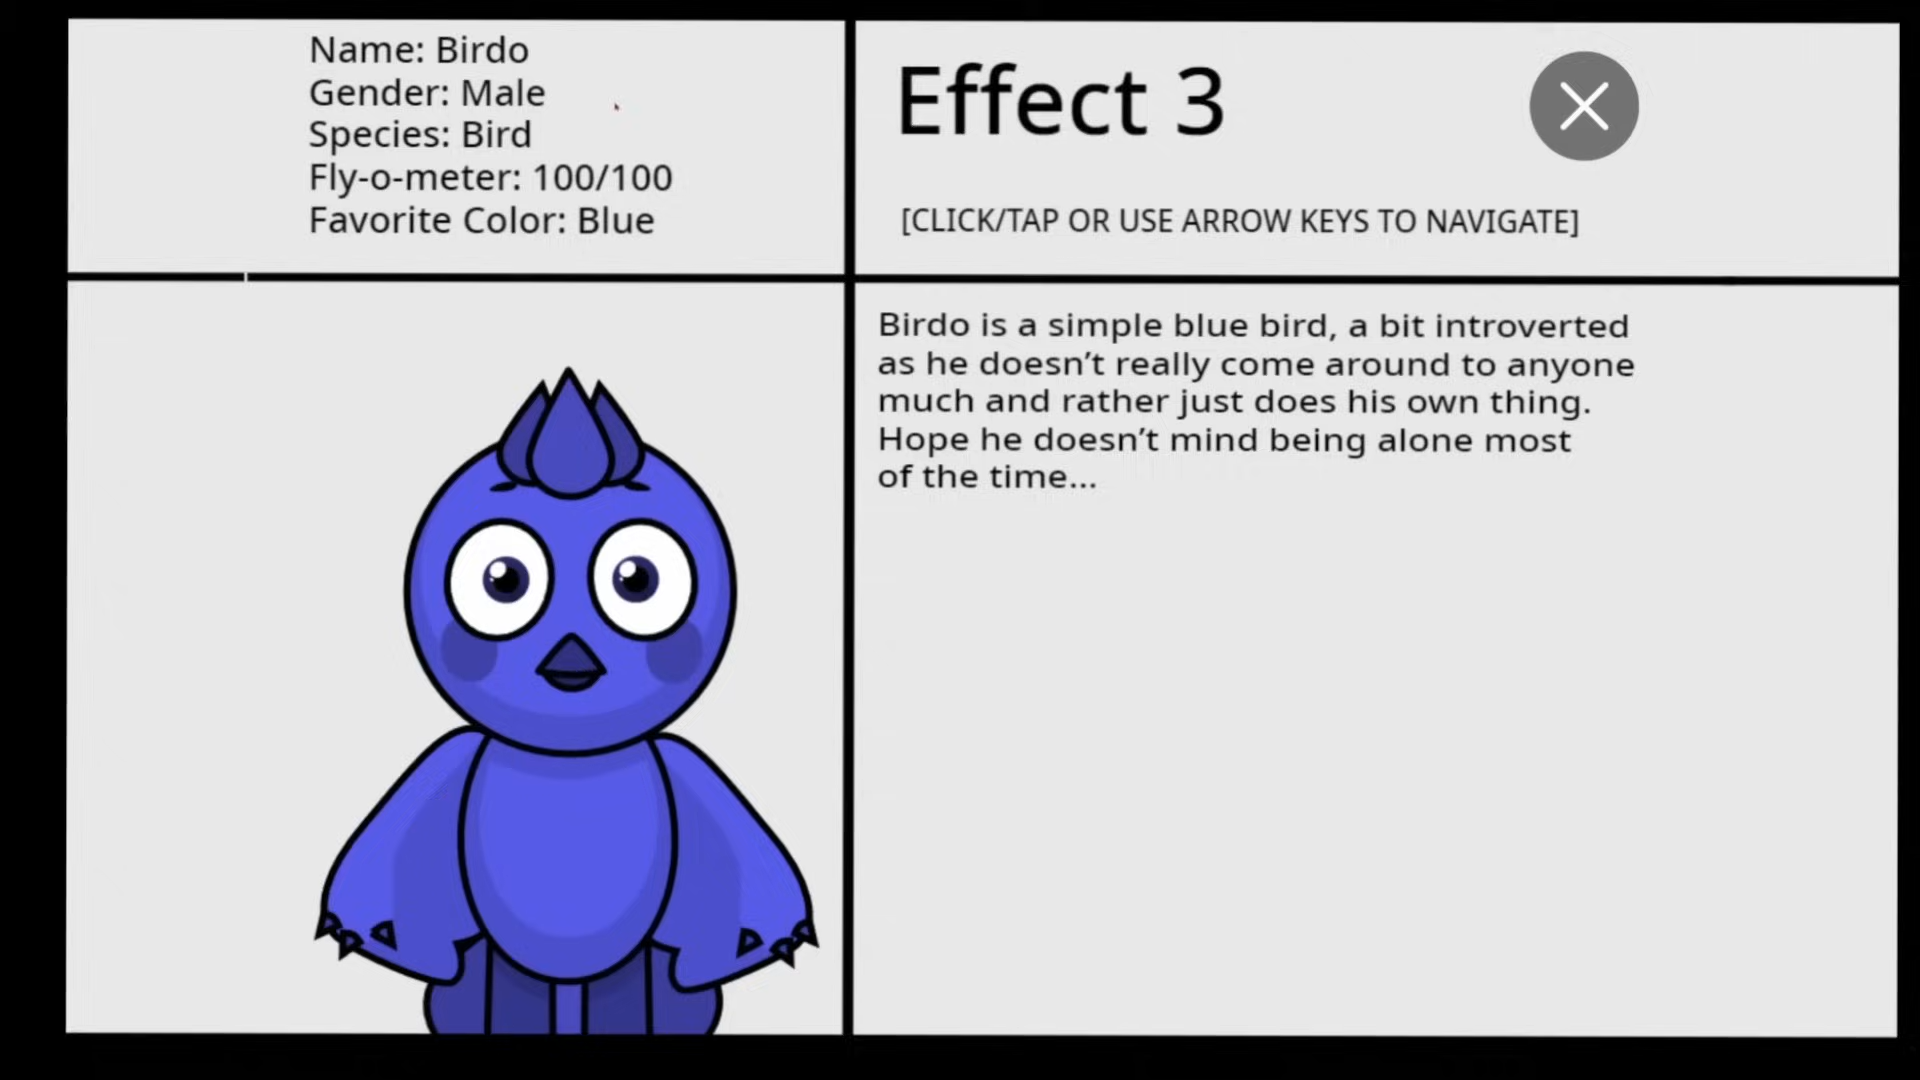 Name: Birdo
Gender: Male
Species: Bird
Fly-o-meter: 100/100
Favorite Color: Blue
Effect 3
[CLICK/TAP OR USE ARROW KEYS TO NAVIGATE]
Birdo is a simple blue bird, a bit introverted
as he doesn’t really come around to anyone
much and rather just does his own thing.
Hope he doesn’t mind being alone most
of the time...